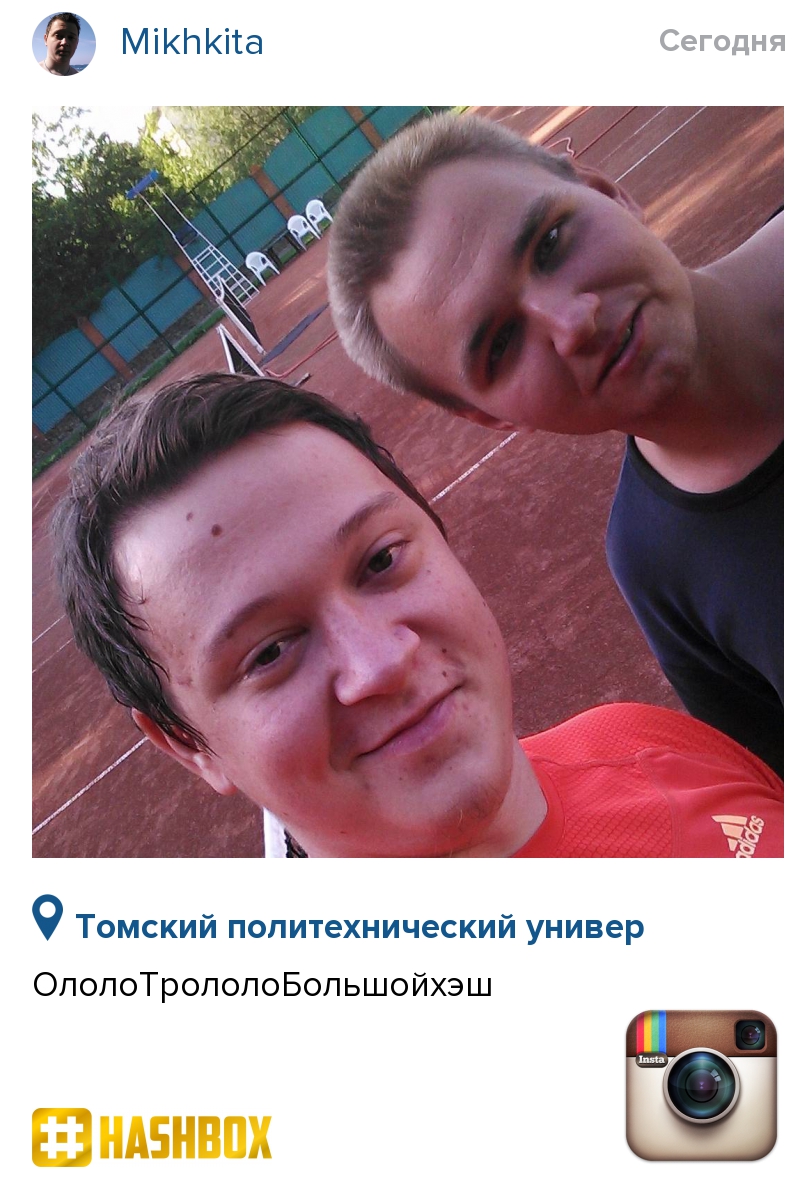 Mikhkita
Сегодня
adidas
Томский политехнический универ
ОлолоТрололоБольшойхэш
Insta
# HASHBOX